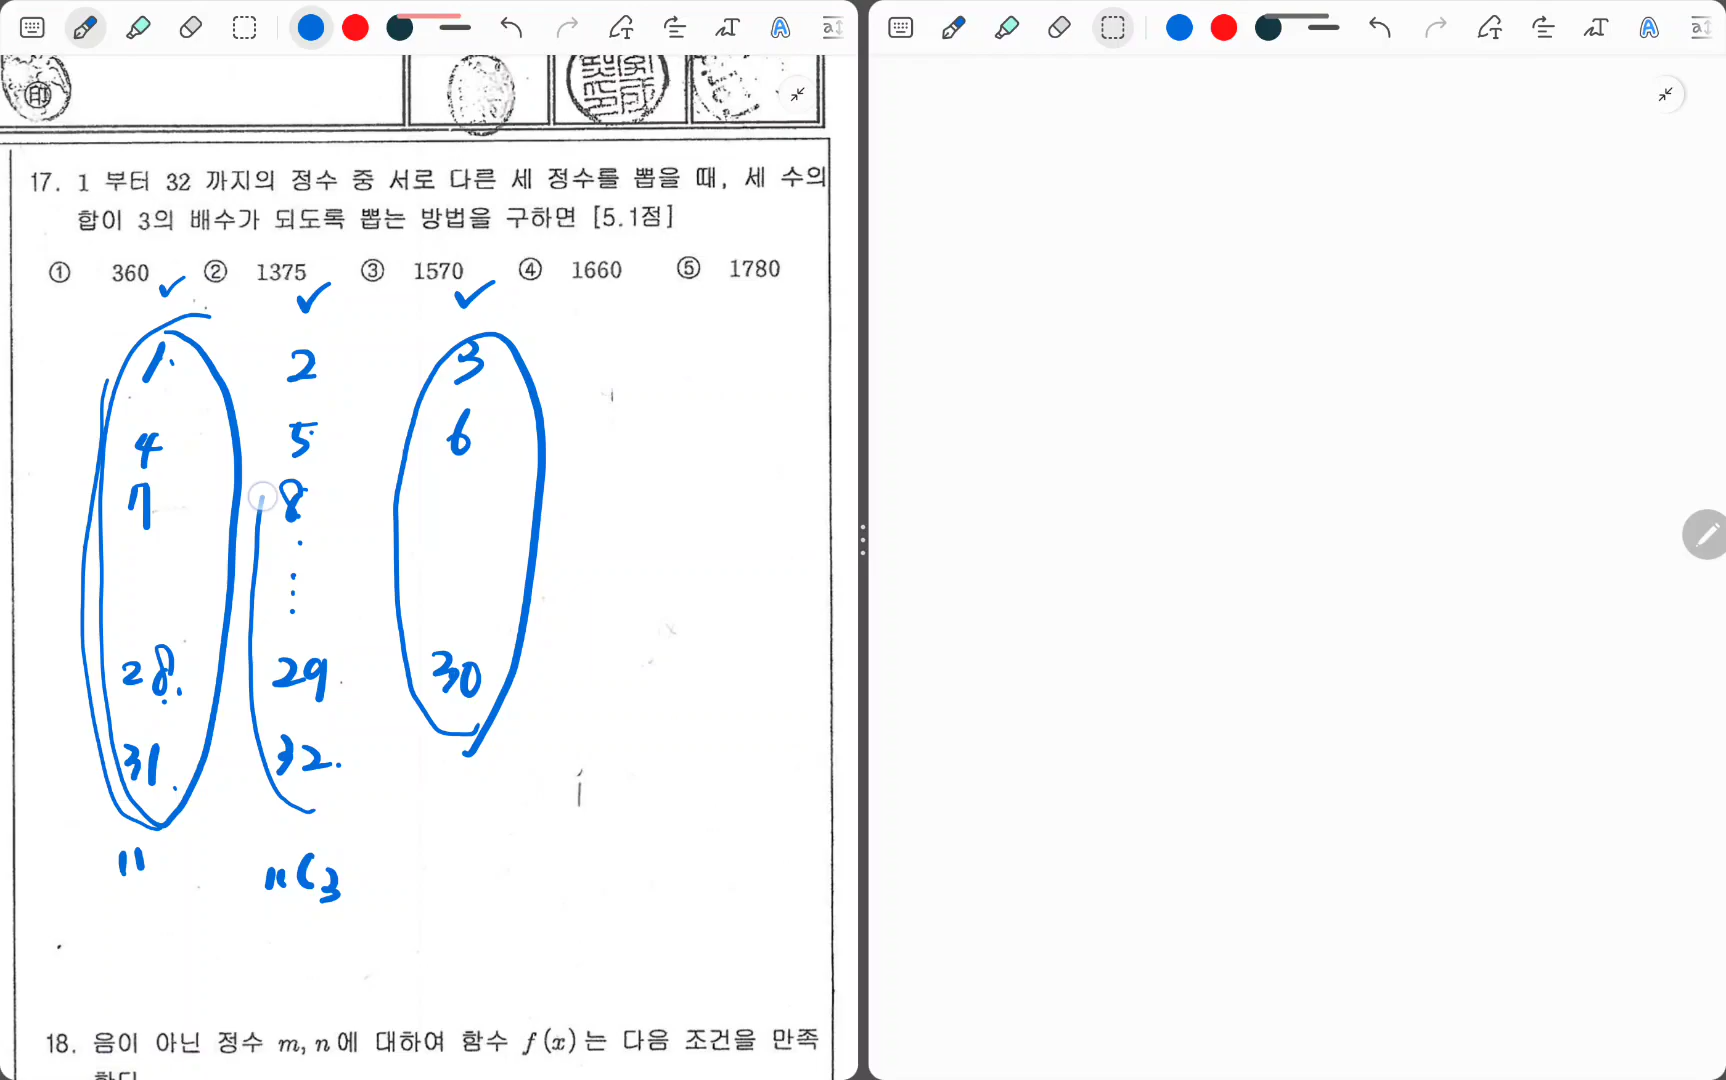 17. 1 부터 32 까지의 정수 중 서로 다른 세 정수를 뽑을 때, 세 수의
합이 3의 배수가 되도록 뽑는 방법을 구하면 [5.1점]
① 360 ② 1375 ③ 1570 ④ 1660 ⑤ 1780
1 2 3
4 5 6
7 8
28 29 30
31 32
11 11C3
18. 음이 아닌 정수 m, n에 대하여 함수 f(x)는 다음 조건을 만족